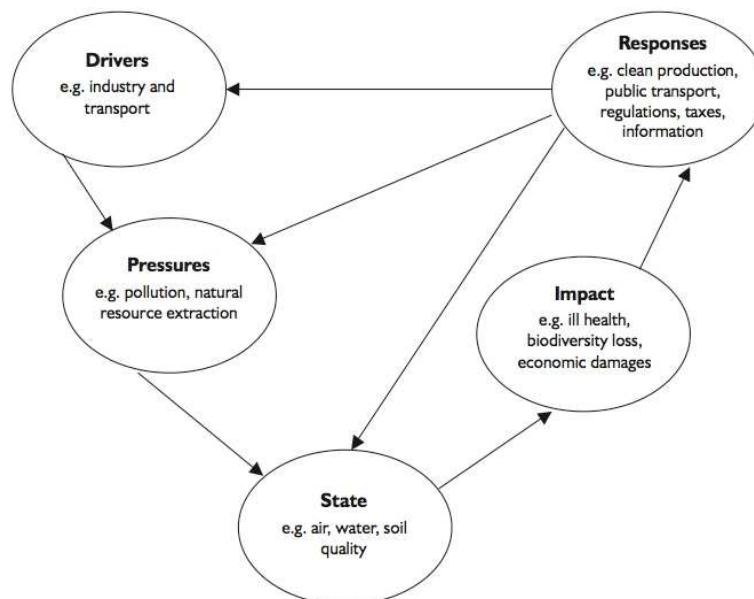 Drivers
e.g. industry and
transport
Responses
e.g. clean production,
public transport,
regulations, taxes,
information
Pressures
e.g. pollution, natural
resource extraction
Impact
e.g. ill health,
biodiversity loss,
economic damages
State
e.g. air, water, soil
quality